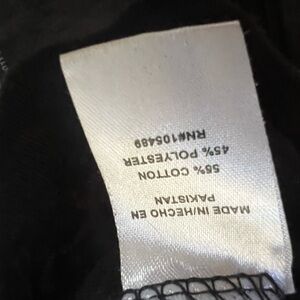 MADE IN/HECHO EN
PAKISTAN
55% COTTON
45% POLYESTER
RN#105489